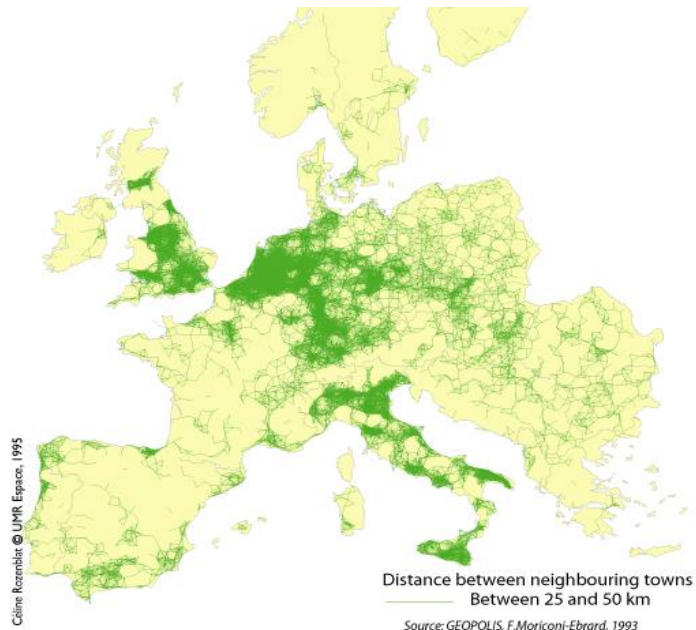 Céline Rozenblat © UMR Espace, 1995
Distance between neighbouring towns
Between 25 and 50 km
Source: GEOPOLIS, F.Moriconi-Ebrard, 1993